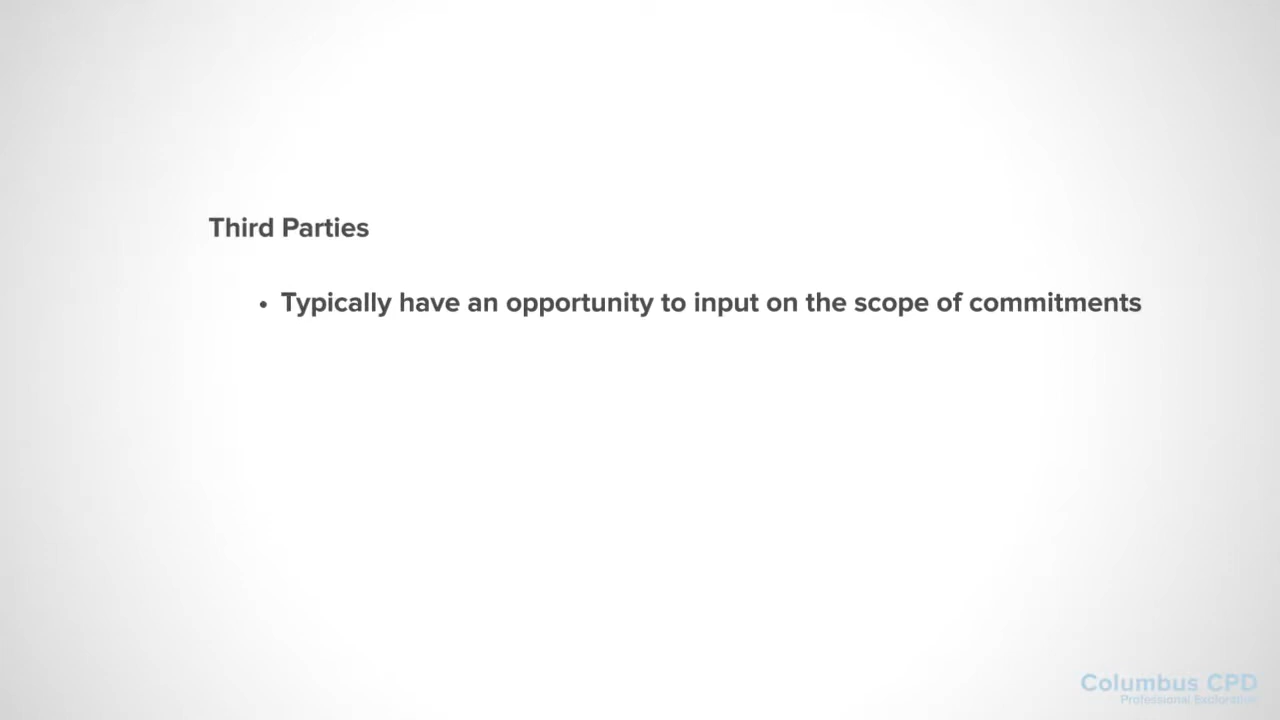 Third Parties
• Typically have an opportunity to input on the scope of commitments
Columbus CPD
Professional Exploration